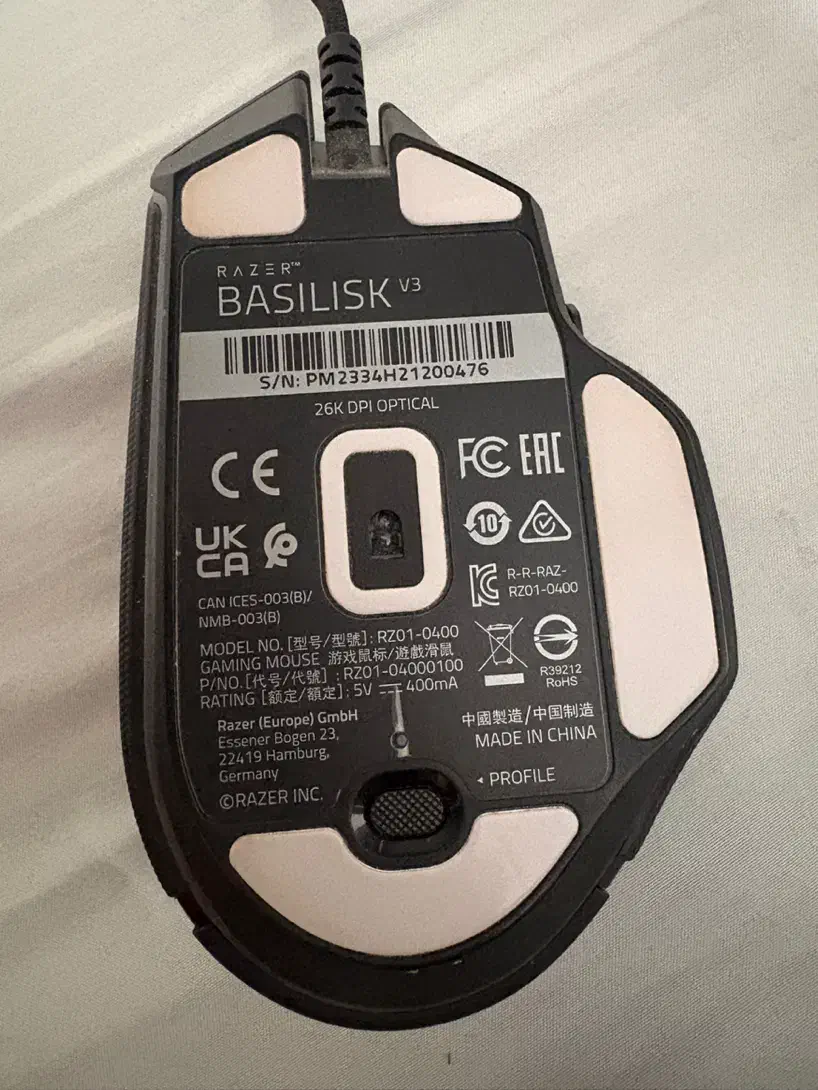 RAZER™
BASILISK V3
S/N: PM2334H21200476
26K DPI OPTICAL
CE
FC EAC
UK
CA
10
R-R-RAZ-
RZ01-0400
CAN ICES-003(B)/
NMB-003(B)
MODEL NO. [型号/型號]: RZ01-0400
GAMING MOUSE 游戏鼠标/遊戲滑鼠
P/NO.[代号/代號] : RZ01-04000100
RATING [额定/額定]: 5V ⎓ 400mA
R39212
RoHS
Razer (Europe) GmbH
Essener Bogen 23,
22419 Hamburg,
Germany
©RAZER INC.
中國製造/中国制造
MADE IN CHINA
◂ PROFILE